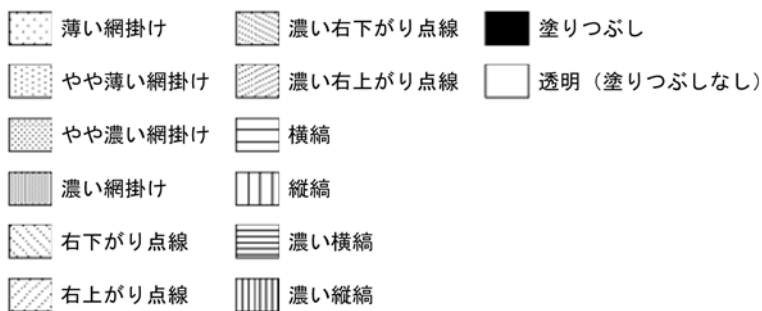 薄い網掛け
やや薄い網掛け
やや濃い網掛け
濃い網掛け
右下がり点線
右上がり点線
濃い右下がり点線
濃い右上がり点線
横縞
縦縞
濃い横縞
濃い縦縞
塗りつぶし
透明（塗りつぶしなし）